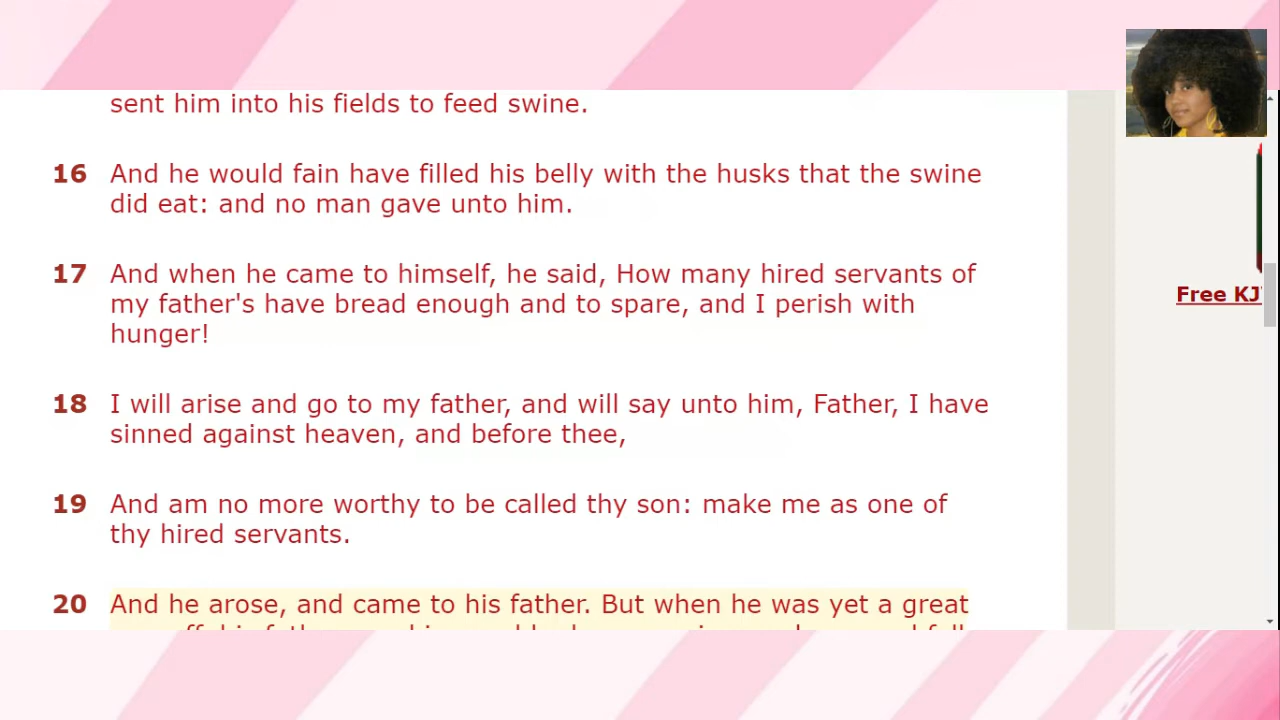 sent him into his fields to feed swine.
16 And he would fain have filled his belly with the husks that the swine
did eat: and no man gave unto him.
17 And when he came to himself, he said, How many hired servants of
my father's have bread enough and to spare, and I perish with
hunger!
Free KJ
18 I will arise and go to my father, and will say unto him, Father, I have
sinned against heaven, and before thee,
19 And am no more worthy to be called thy son: make me as one of
thy hired servants.
20 And he arose, and came to his father. But when he was yet a great